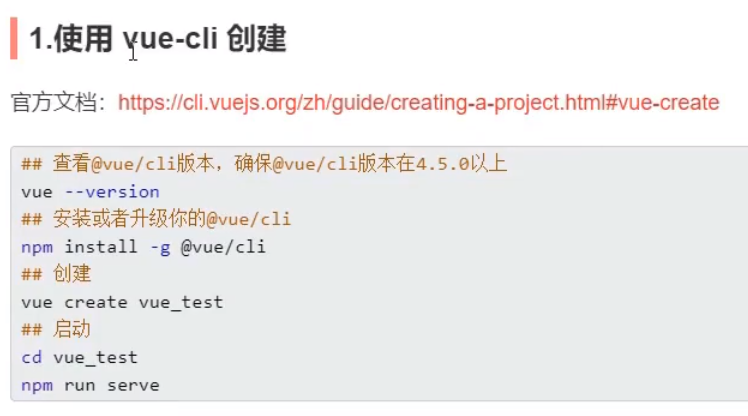 1.使用 vue-cli 创建
官方文档：https://cli.vuejs.org/zh/guide/creating-a-project.html#vue-create
## 查看@vue/cli版本，确保@vue/cli版本在4.5.0以上
vue --version
## 安装或者升级你的@vue/cli
npm install -g @vue/cli
## 创建
vue create vue_test
## 启动
cd vue_test
npm run serve